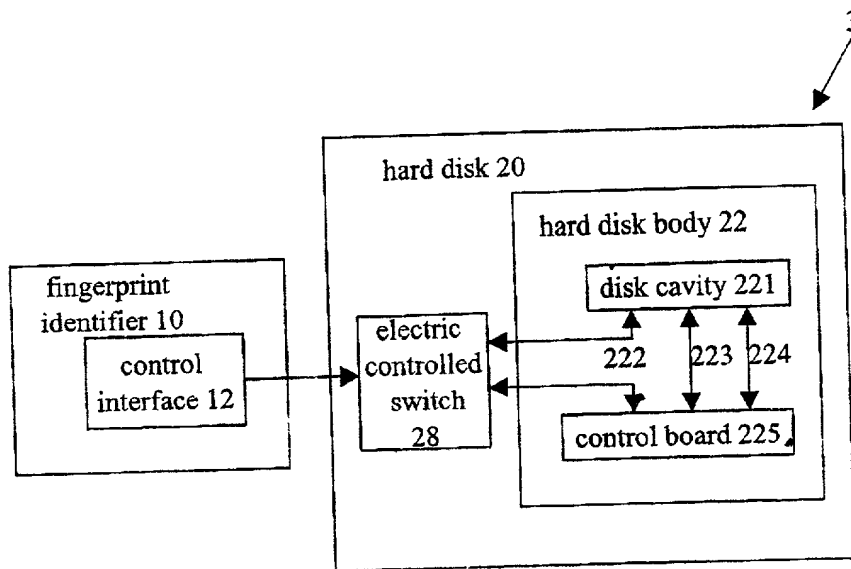 3
hard disk 20
hard disk body 22
fingerprint
identifier 10
disk cavity 221
electric
controlled
switch
28
222
223
224
control
interface 12
control board 225